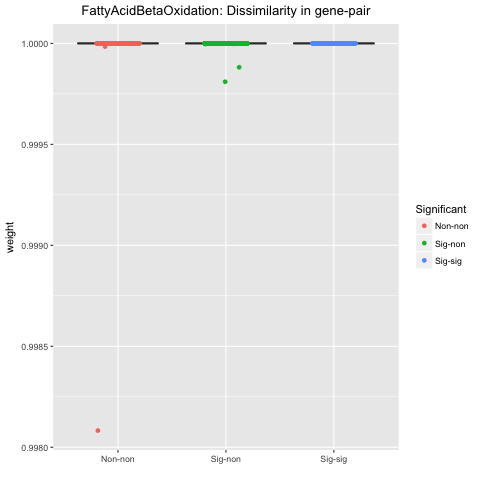 FattyAcidBetaOxidation: Dissimilarity in gene-pair
1.0000
0.9995
0.9990
0.9985
0.9980
weight
Non-non
Sig-non
Sig-sig
Significant
Non-non
Sig-non
Sig-sig